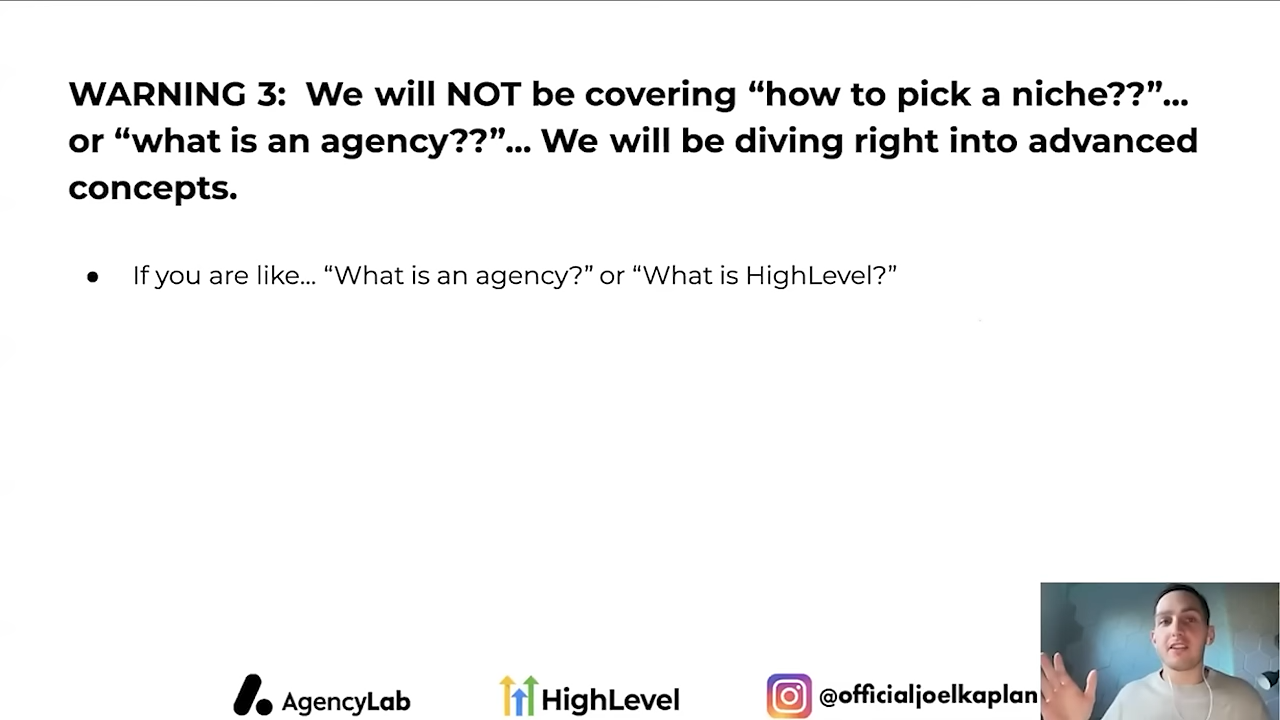 WARNING 3:  We will NOT be covering “how to pick a niche??”...
or “what is an agency??”... We will be diving right into advanced
concepts.
● If you are like... “What is an agency?” or “What is HighLevel?”
AgencyLab
HighLevel
@officialjoelkaplan